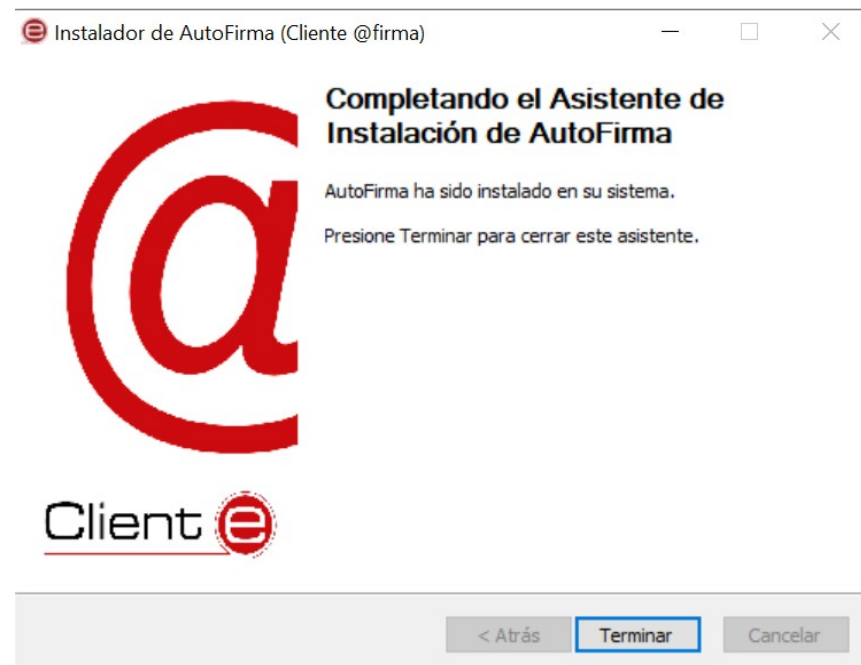 Instalador de AutoFirma (Cliente @firma)
Completando el Asistente de
Instalación de AutoFirma
AutoFirma ha sido instalado en su sistema.
Presione Terminar para cerrar este asistente.
@
Client e
< Atrás
Terminar
Cancelar